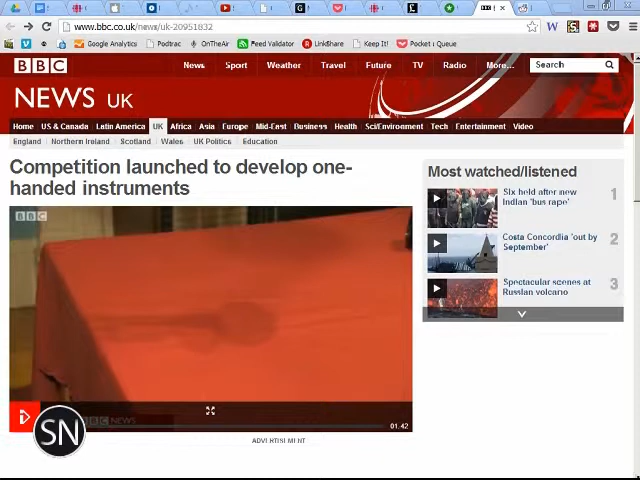 www.bbc.co.uk/news/uk-20951832
Google Analytics Podtrac OnTheAir Feed Validator LinkShare Keep It! Pocket : Queue
BBC News Sport Weather Travel Future TV Radio More... Search
NEWS UK
Home US & Canada Latin America UK Africa Asia Europe Mid-East Business Health Sci/Environment Tech Entertainment Video
England Northern Ireland Scotland Wales UK Politics Education
Competition launched to develop one-
handed instruments
BBC
BBC NEWS
01:42
SN
ADVERTISEMENT
Most watched/listened
Six held after new
Indian 'bus rape'
1
Costa Concordia 'out by
September'
2
Spectacular scenes at
Russian volcano
3